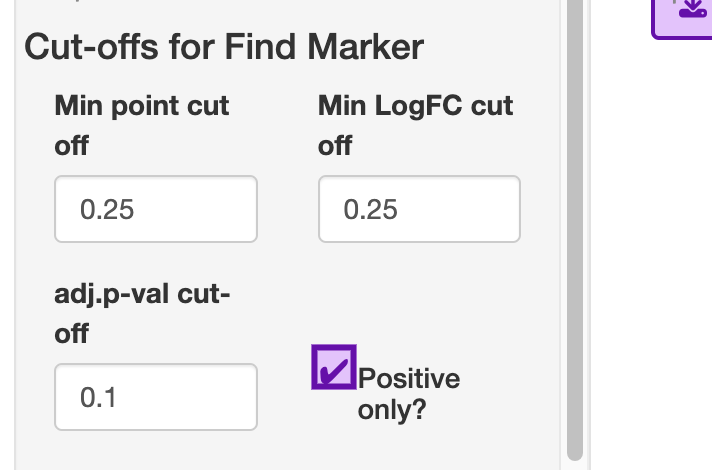 Cut-offs for Find Marker
Min point cut
off
Min LogFC cut
off
0.25
0.25
adj.p-val cut-
off
0.1
Positive
only?